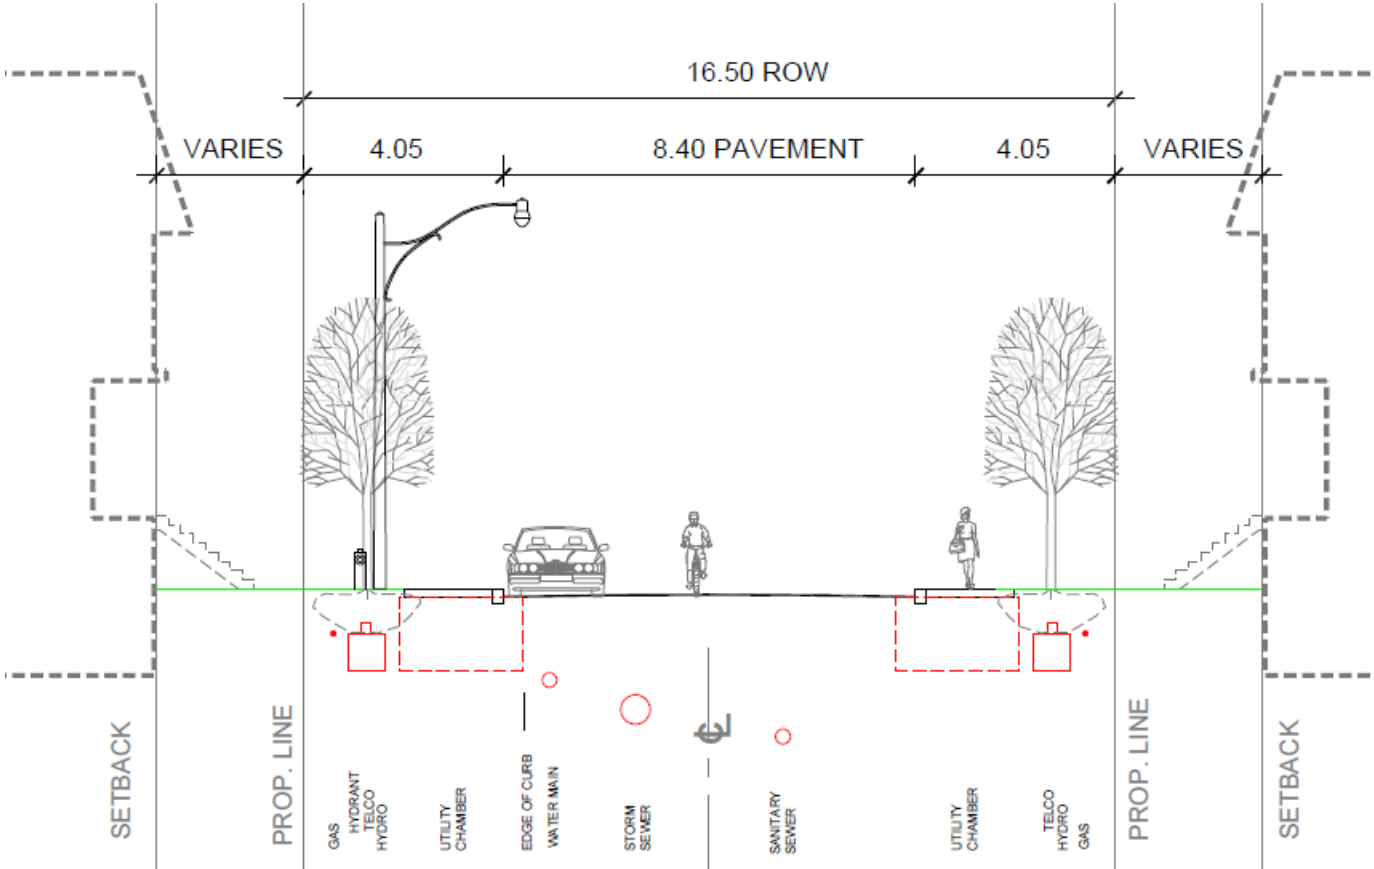 16.50 ROW
VARIES
4.05
8.40 PAVEMENT
4.05
VARIES
℄
SETBACK
PROP. LINE
GAS
HYDRANT
TELCO
HYDRO
UTILITY
CHAMBER
EDGE OF CURB
WATER MAIN
STORM
SEWER
SANITARY
SEWER
UTILITY
CHAMBER
TELCO
HYDRO
GAS
PROP. LINE
SETBACK